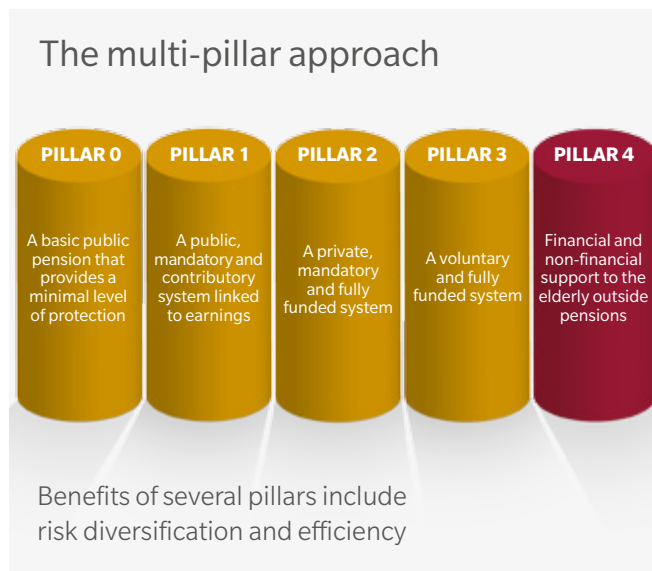 The multi-pillar approach
PILLAR 0
A basic public
pension that
provides a
minimal level
of protection
PILLAR 1
A public,
mandatory and
contributory
system linked
to earnings
PILLAR 2
A private,
mandatory
and fully
funded system
PILLAR 3
A voluntary
and fully
funded system
PILLAR 4
Financial and
non-financial
support to the
elderly outside
pensions
Benefits of several pillars include
risk diversification and efficiency